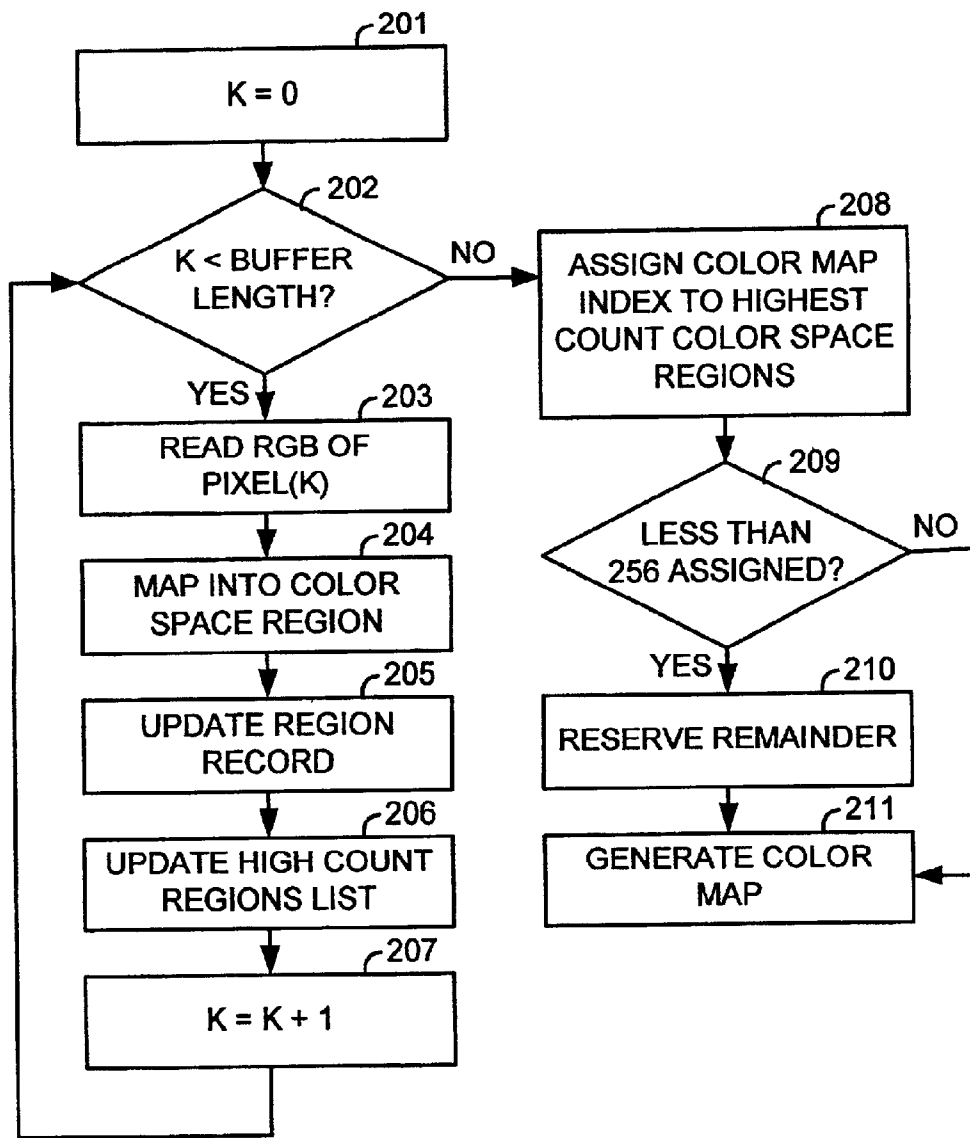 201
K = 0
202
K < BUFFER
LENGTH?
NO
YES
203
READ RGB OF
PIXEL(K)
204
MAP INTO COLOR
SPACE REGION
205
UPDATE REGION
RECORD
206
UPDATE HIGH COUNT
REGIONS LIST
207
K = K + 1
208
ASSIGN COLOR MAP
INDEX TO HIGHEST
COUNT COLOR SPACE
REGIONS
209
LESS THAN
256 ASSIGNED?
NO
YES
210
RESERVE REMAINDER
211
GENERATE COLOR
MAP